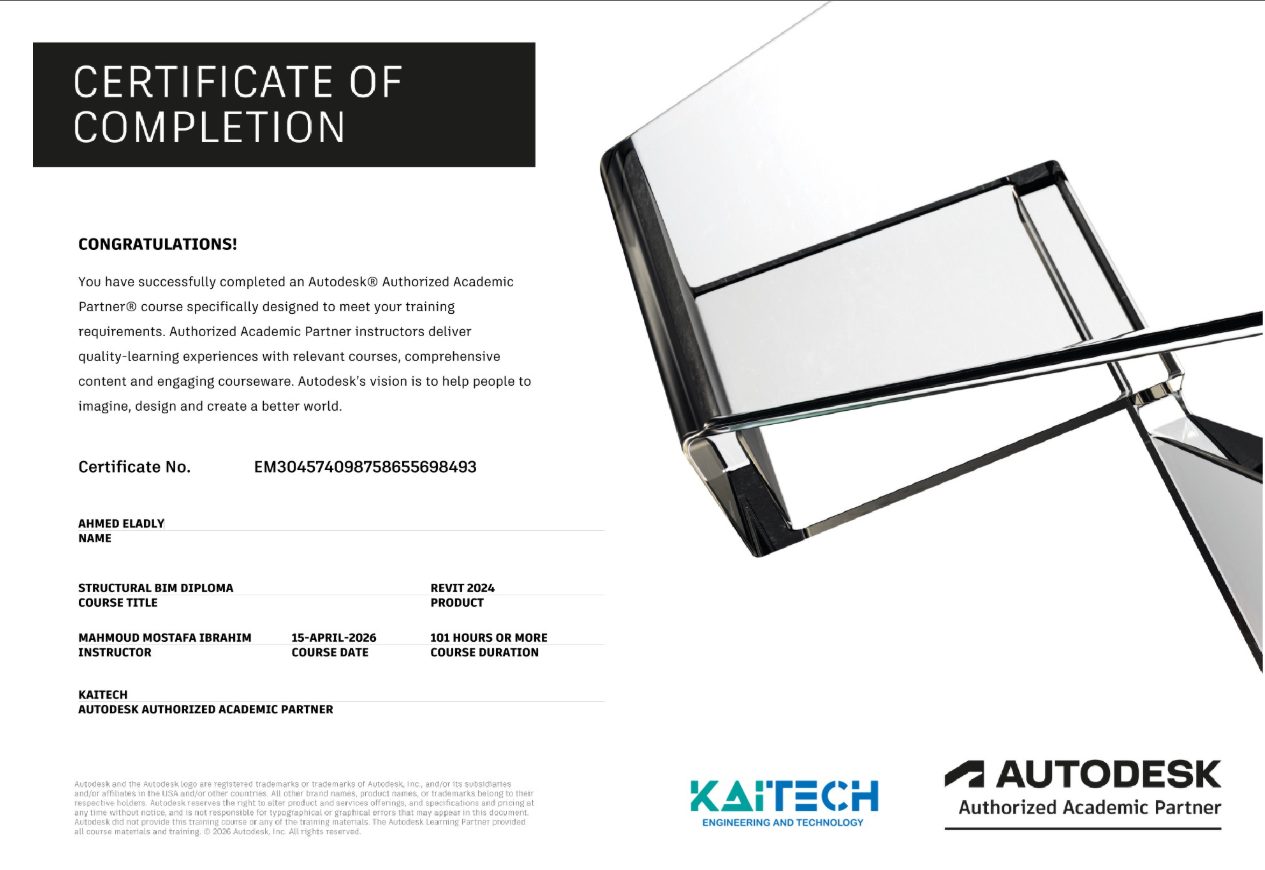 CERTIFICATE OF
COMPLETION
CONGRATULATIONS!
You have successfully completed an Autodesk® Authorized Academic
Partner® course specifically designed to meet your training
requirements. Authorized Academic Partner instructors deliver
quality-learning experiences with relevant courses, comprehensive
content and engaging courseware. Autodesk's vision is to help people to
imagine, design and create a better world.
Certificate No. EM304574098758655698493
AHMED ELADLY
NAME
STRUCTURAL BIM DIPLOMA REVIT 2024
COURSE TITLE PRODUCT
MAHMOUD MOSTAFA IBRAHIM 15-APRIL-2026 101 HOURS OR MORE
INSTRUCTOR COURSE DATE COURSE DURATION
KAITECH
AUTODESK AUTHORIZED ACADEMIC PARTNER
Autodesk and the Autodesk logo are registered trademarks or trademarks of Autodesk, Inc., and/or its subsidiaries
and/or affiliates in the USA and/or other countries. All other brand names, product names, or trademarks belong to their
respective holders. Autodesk reserves the right to alter product and services offerings, and specifications and pricing at
any time without notice, and is not responsible for typographical or graphical errors that may appear in this document.
Autodesk did not provide this training course or any of the training materials. The Autodesk Learning Partner provided
all course materials and training. © 2026 Autodesk, Inc. All rights reserved.
KAITECH
ENGINEERING AND TECHNOLOGY
AUTODESK
Authorized Academic Partner